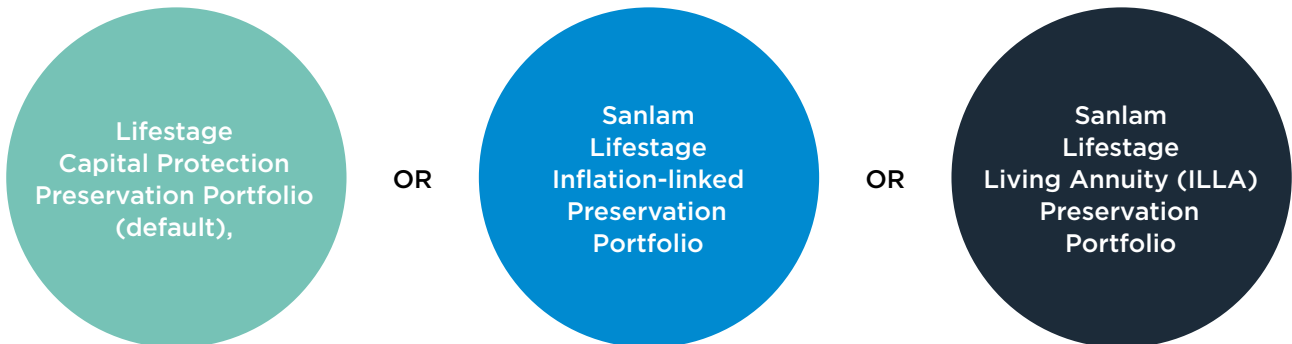 Lifestage
Capital Protection
Preservation Portfolio
(default),
OR
Sanlam
Lifestage
Inflation-linked
Preservation
Portfolio
OR
Sanlam
Lifestage
Living Annuity (ILLA)
Preservation
Portfolio